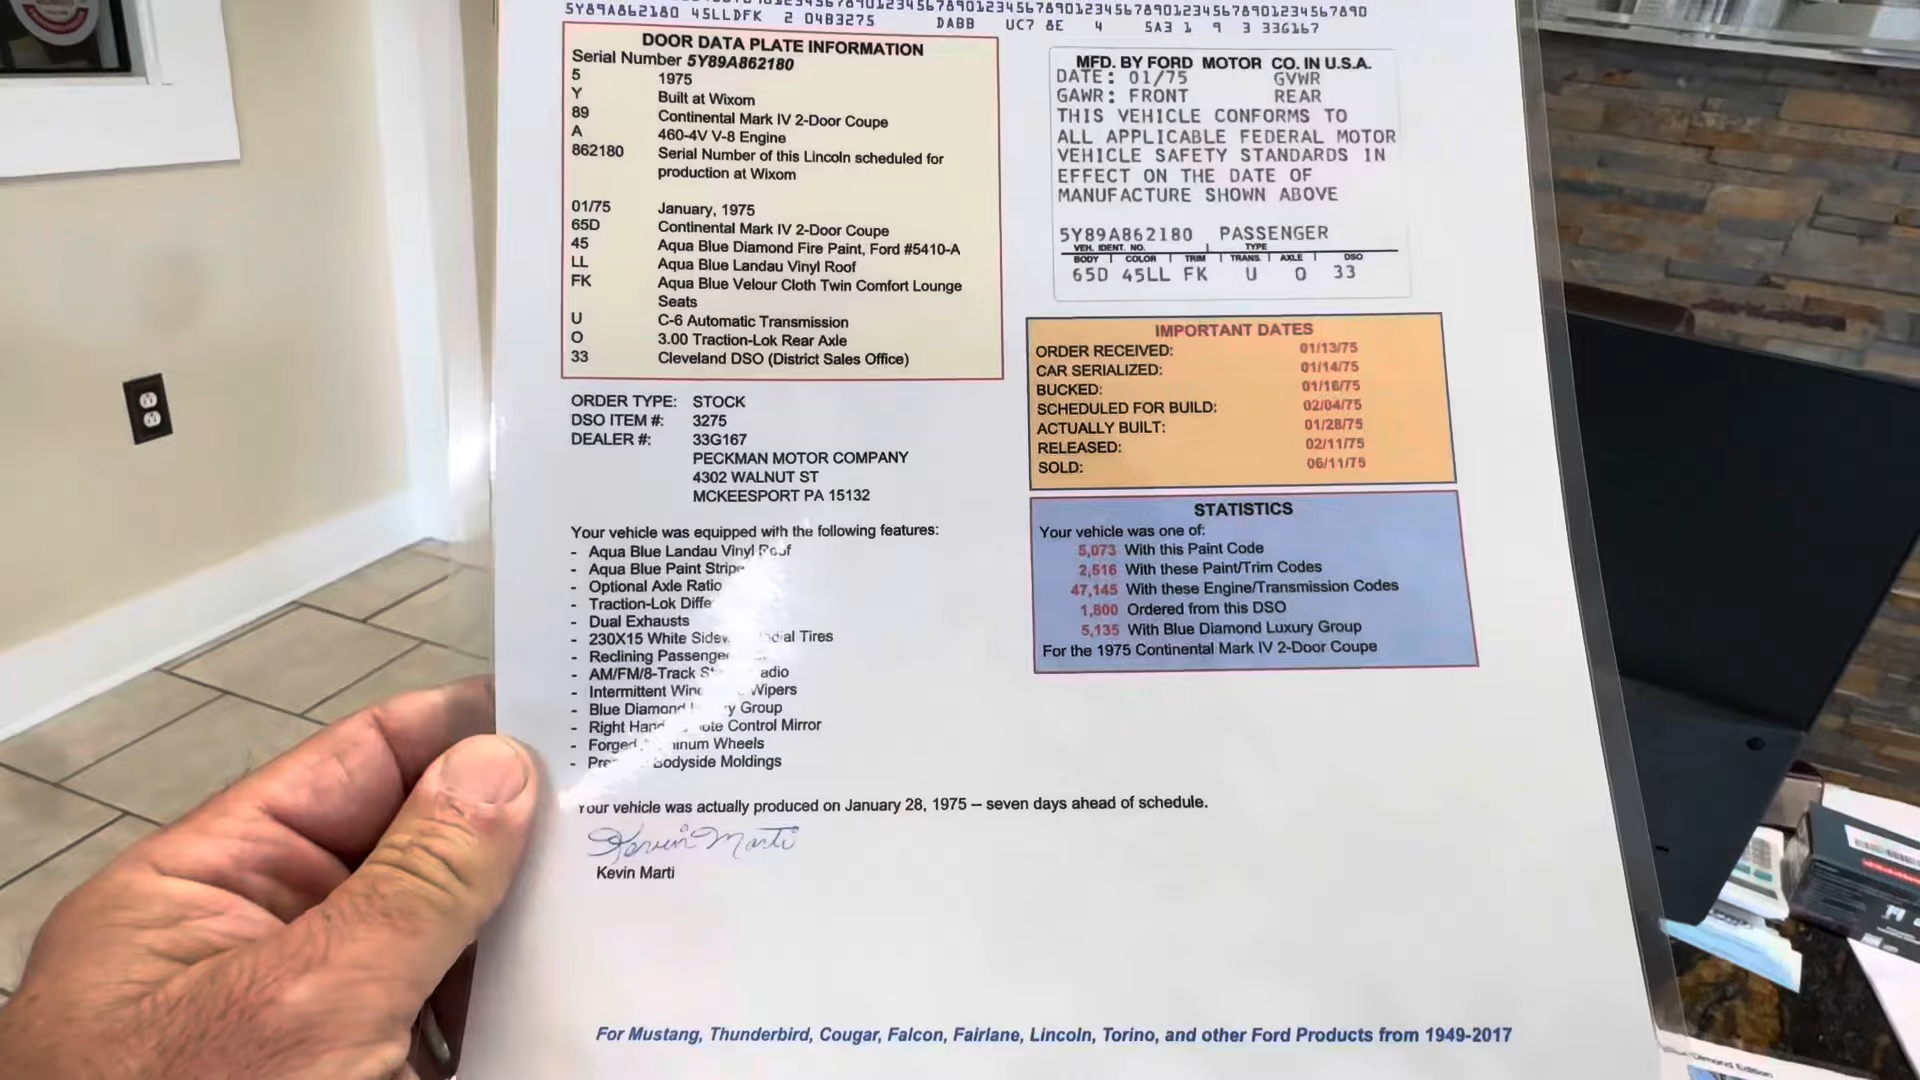 5Y89A862180 45LLDFK 2 04B3275 DABB UC7 8E 4 5A3 1 9 3 33G167
DOOR DATA PLATE INFORMATION
Serial Number 5Y89A862180
5 1975
Y Built at Wixom
89 Continental Mark IV 2-Door Coupe
A 460-4V V-8 Engine
862180 Serial Number of this Lincoln scheduled for
production at Wixom
01/75 January, 1975
65D Continental Mark IV 2-Door Coupe
45 Aqua Blue Diamond Fire Paint, Ford #5410-A
LL Aqua Blue Landau Vinyl Roof
FK Aqua Blue Velour Cloth Twin Comfort Lounge
Seats
U C-6 Automatic Transmission
O 3.00 Traction-Lok Rear Axle
33 Cleveland DSO (District Sales Office)
MFD. BY FORD MOTOR CO. IN U.S.A.
DATE: 01/75 GVWR
GAWR: FRONT REAR
THIS VEHICLE CONFORMS TO
ALL APPLICABLE FEDERAL MOTOR
VEHICLE SAFETY STANDARDS IN
EFFECT ON THE DATE OF
MANUFACTURE SHOWN ABOVE
5Y89A862180 PASSENGER
VEH. IDENT. NO. TYPE
BODY COLOR TRIM TRANS. AXLE DSO
65D 45LL FK U O 33
ORDER TYPE: STOCK
DSO ITEM #: 3275
DEALER #: 33G167
PECKMAN MOTOR COMPANY
4302 WALNUT ST
MCKEESPORT PA 15132
IMPORTANT DATES
ORDER RECEIVED: 01/13/75
CAR SERIALIZED: 01/14/75
BUCKED: 01/16/75
SCHEDULED FOR BUILD: 02/04/75
ACTUALLY BUILT: 01/28/75
RELEASED: 02/11/75
SOLD: 06/11/75
Your vehicle was equipped with the following features:
- Aqua Blue Landau Vinyl Roof
- Aqua Blue Paint Stripe
- Optional Axle Ratio
- Traction-Lok
- Dual Exhausts
- 230X15 White Tires
- Reclining
- AM/FM/8-Track
- Intermittent Wipers
- Blue Diamond Group
- Right Control Mirror
- Forged Wheels
- Bodyside Moldings
STATISTICS
Your vehicle was one of:
5,073 With this Paint Code
2,516 With these Paint/Trim Codes
47,145 With these Engine/Transmission Codes
1,800 Ordered from this DSO
5,135 With Blue Diamond Luxury Group
For the 1975 Continental Mark IV 2-Door Coupe
Your vehicle was actually produced on January 28, 1975 – seven days ahead of schedule.
Kevin Marti
Kevin Marti
For Mustang, Thunderbird, Cougar, Falcon, Fairlane, Lincoln, Torino, and other Ford Products from 1949-2017